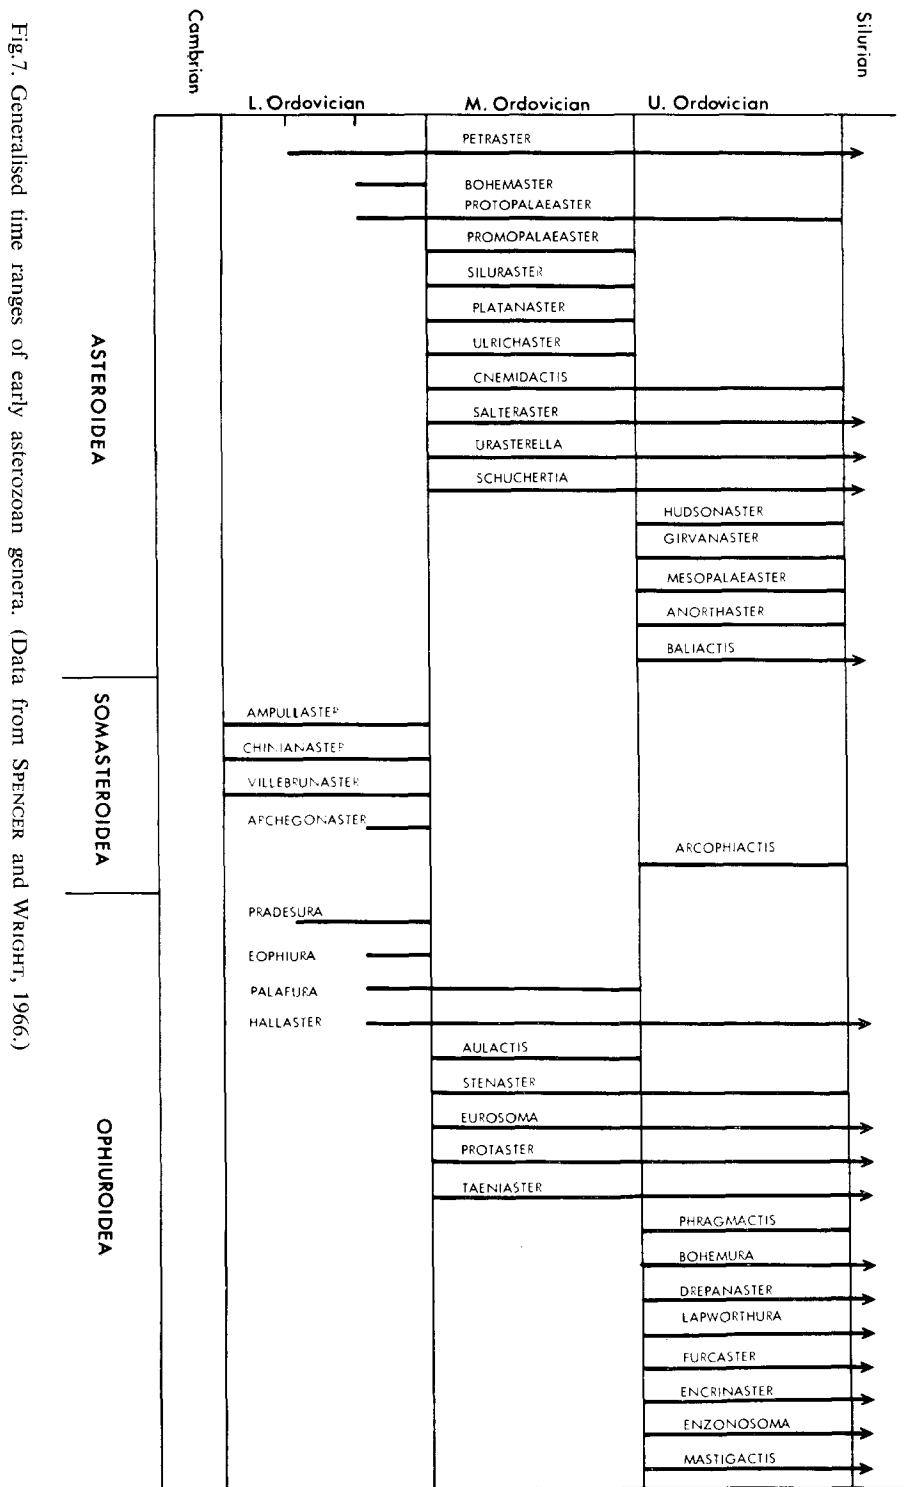 Cambrian
Silurian
L. Ordovician
M. Ordovician
U. Ordovician
ASTEROIDEA
PETRASTER
BOHEMASTER
PROTOPALAEASTER
PROMOPALAEASTER
SILURASTER
PLATANASTER
ULRICHASTER
CNEMIDACTIS
SALTERASTER
URASTERELLA
SCHUCHERTIA
HUDSONASTER
GIRVANASTER
MESOPALAEASTER
ANORTHASTER
BALIACTIS
SOMASTEROIDEA
AMPULLASTER
CHINIANASTER
VILLEBRUNASTER
ARCHEGONASTER
ARCOPHIACTIS
OPHIUROIDEA
PRADESURA
EOPHIURA
PALAEURA
HALLASTER
AULACTIS
STENASTER
EUROSOMA
PROTASTER
TAENIASTER
PHRAGMACTIS
BOHEMURA
DREPANASTER
LAPWORTHURA
FURCASTER
ENCRINASTER
ENZONOSOMA
MASTIGACTIS
Fig.7. Generalised time ranges of early asterozoan genera. (Data from SPENCER and WRIGHT, 1966.)